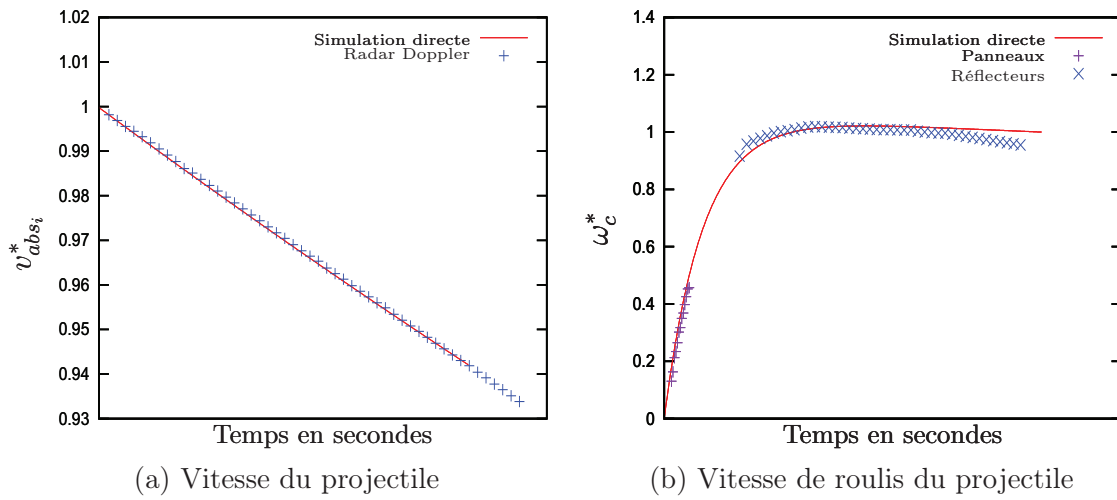 1.02
1.01
1
0.99
0.98
0.97
0.96
0.95
0.94
0.93
v*absi
Simulation directe
Radar Doppler
Temps en secondes
(a) Vitesse du projectile
1.4
1.2
1.0
0.8
0.6
0.4
0.2
0
ω*c
Simulation directe
Panneaux
Réflecteurs
Temps en secondes
(b) Vitesse de roulis du projectile